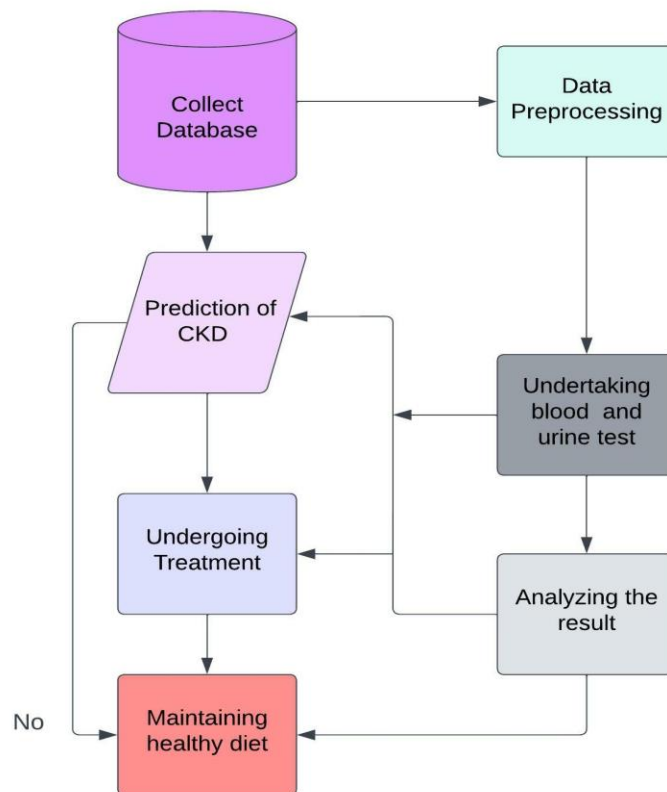 Collect
Database
Data
Preprocessing
Prediction of
CKD
Undertaking
blood and
urine test
Undergoing
Treatment
Analyzing the
result
No
Maintaining
healthy diet